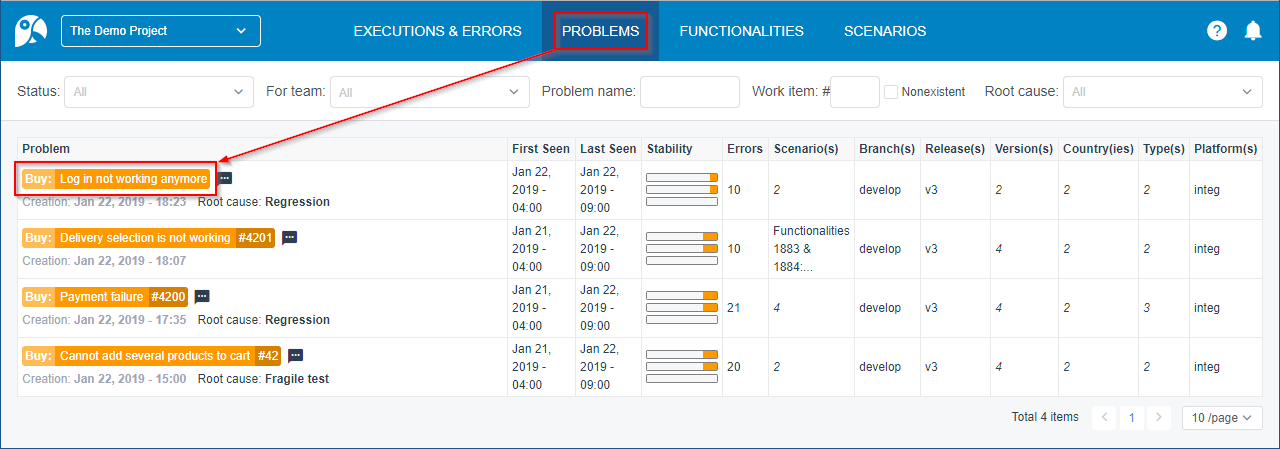 The Demo Project EXECUTIONS & ERRORS PROBLEMS FUNCTIONALITIES SCENARIOS ?
Status: All For team: All Problem name: Work item: # Nonexistent Root cause: All
Problem First Seen Last Seen Stability Errors Scenario(s) Branch(s) Release(s) Version(s) Country(ies) Type(s) Platform(s)
Buy: Log in not working anymore
Creation: Jan 22, 2019 - 18:23 Root cause: Regression
Jan 22, 2019 - 04:00
Jan 22, 2019 - 09:00
10 2 develop v3 2 2 2 integ
Buy: Delivery selection is not working #4201
Creation: Jan 22, 2019 - 18:07
Jan 21, 2019 - 04:00
Jan 22, 2019 - 09:00
10 Functionalities 1883 & 1884:... develop v3 4 2 2 integ
Buy: Payment failure #4200
Creation: Jan 22, 2019 - 17:35 Root cause: Regression
Jan 21, 2019 - 04:00
Jan 22, 2019 - 09:00
21 4 develop v3 4 2 3 integ
Buy: Cannot add several products to cart #42
Creation: Jan 22, 2019 - 15:00 Root cause: Fragile test
Jan 21, 2019 - 04:00
Jan 22, 2019 - 09:00
20 2 develop v3 4 2 2 integ
Total 4 items < 1 > 10 /page